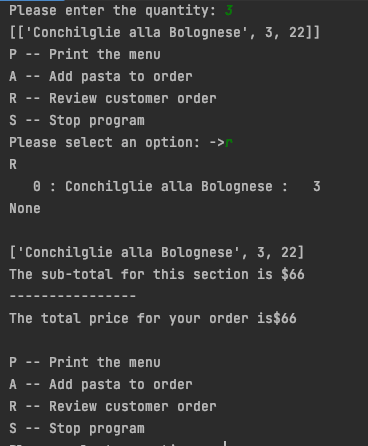 Please enter the quantity: 3
[['Conchilglie alla Bolognese', 3, 22]]
P -- Print the menu
A -- Add pasta to order
R -- Review customer order
S -- Stop program
Please select an option: ->r
R
0 : Conchilglie alla Bolognese :   3
None
['Conchilglie alla Bolognese', 3, 22]
The sub-total for this section is $66
----------------
The total price for your order is$66
P -- Print the menu
A -- Add pasta to order
R -- Review customer order
S -- Stop program